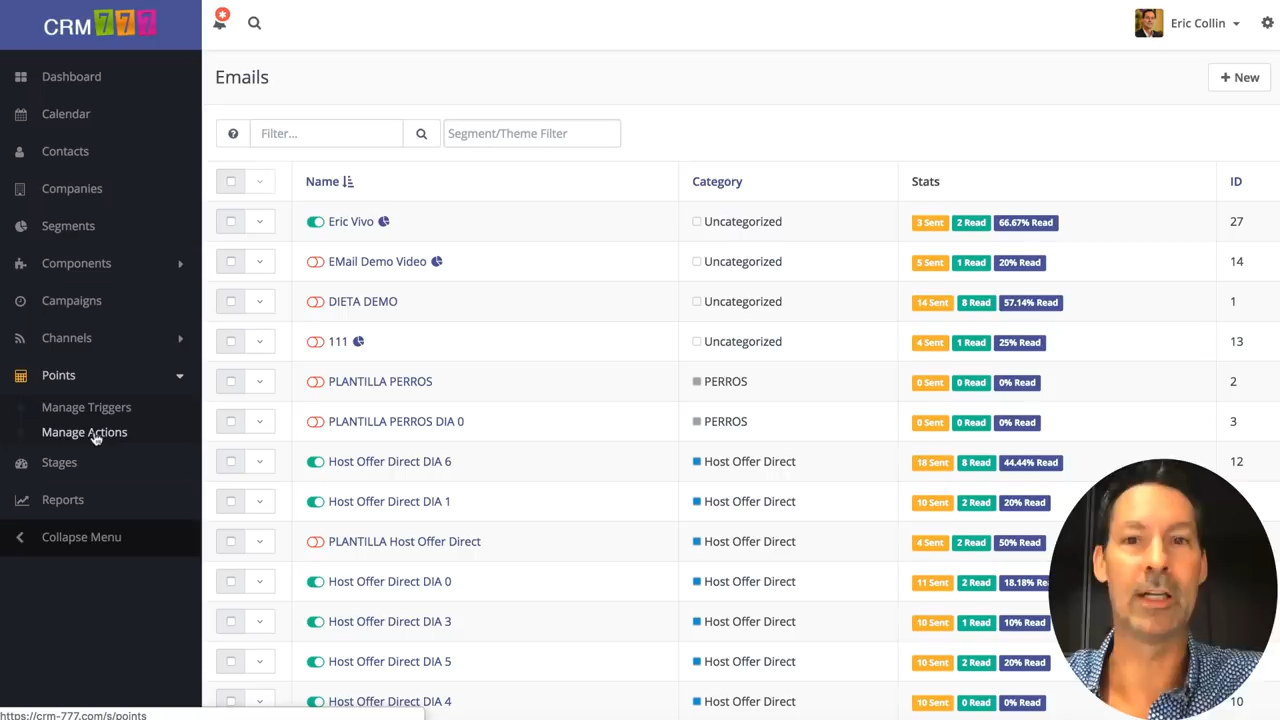 CRM777
Eric Collin
Dashboard
Calendar
Contacts
Companies
Segments
Components
Campaigns
Channels
Points
Manage Triggers
Manage Actions
Stages
Reports
Collapse Menu
Emails
+ New
Filter...
Segment/Theme Filter
Name Category Stats ID
Eric Vivo Uncategorized 3 Sent 2 Read 66.67% Read 27
EMail Demo Video Uncategorized 5 Sent 1 Read 20% Read 14
DIETA DEMO Uncategorized 14 Sent 8 Read 57.14% Read 1
111 Uncategorized 4 Sent 1 Read 25% Read 13
PLANTILLA PERROS PERROS 0 Sent 0 Read 0% Read 2
PLANTILLA PERROS DIA 0 PERROS 0 Sent 0 Read 0% Read 3
Host Offer Direct DIA 6 Host Offer Direct 18 Sent 8 Read 44.44% Read 12
Host Offer Direct DIA 1 Host Offer Direct 10 Sent 2 Read 20% Read
PLANTILLA Host Offer Direct Host Offer Direct 4 Sent 2 Read 50% Read
Host Offer Direct DIA 0 Host Offer Direct 11 Sent 2 Read 18.18% Re
Host Offer Direct DIA 3 Host Offer Direct 10 Sent 1 Read 10% Read
Host Offer Direct DIA 5 Host Offer Direct 10 Sent 2 Read 20% Read
Host Offer Direct DIA 4 Host Offer Direct 10 Sent 0 Read 0% Read 10
https://crm-777.com/s/points